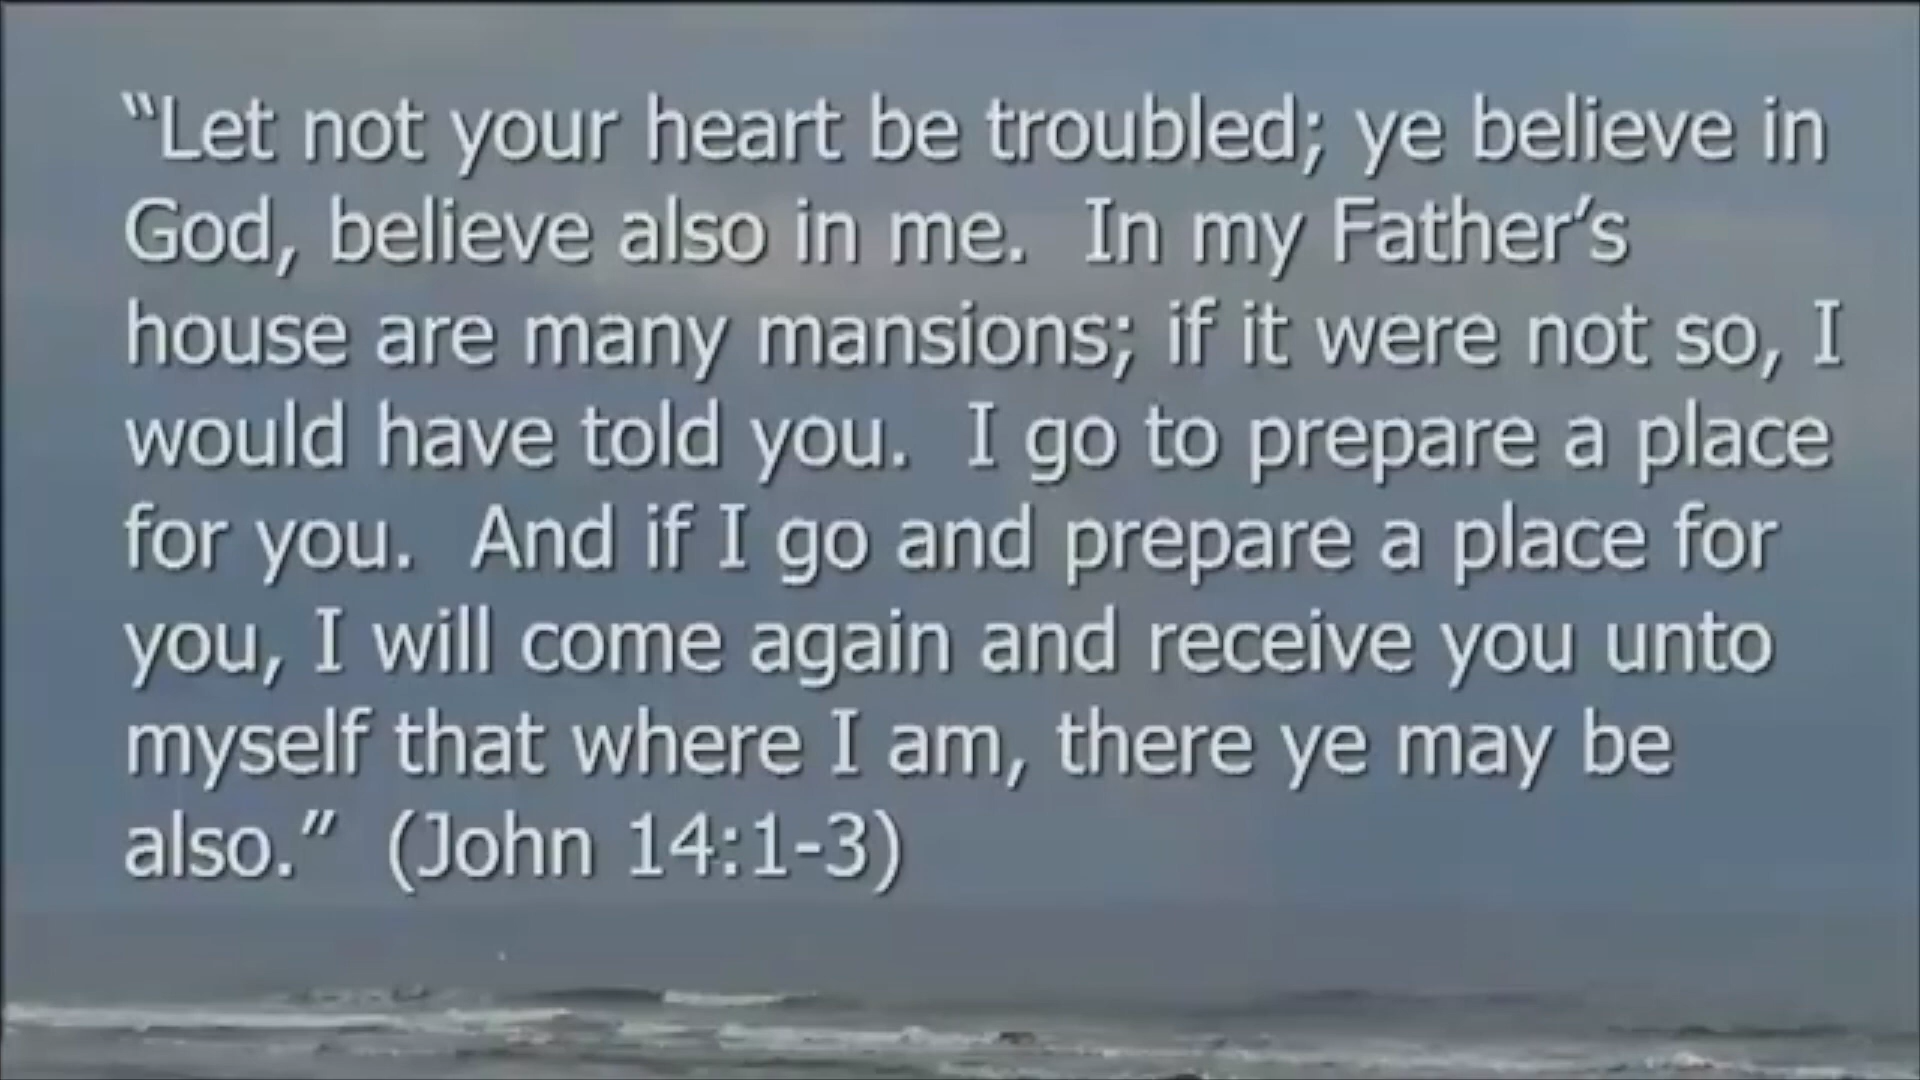 “Let not your heart be troubled; ye believe in
God, believe also in me.  In my Father’s
house are many mansions; if it were not so, I
would have told you.  I go to prepare a place
for you.  And if I go and prepare a place for
you, I will come again and receive you unto
myself that where I am, there ye may be
also.”  (John 14:1-3)